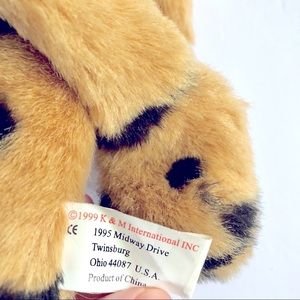 ©1999 K & M International INC
CE 1995 Midway Drive
Twinsburg
Ohio 44087 U.S.A
Product of China